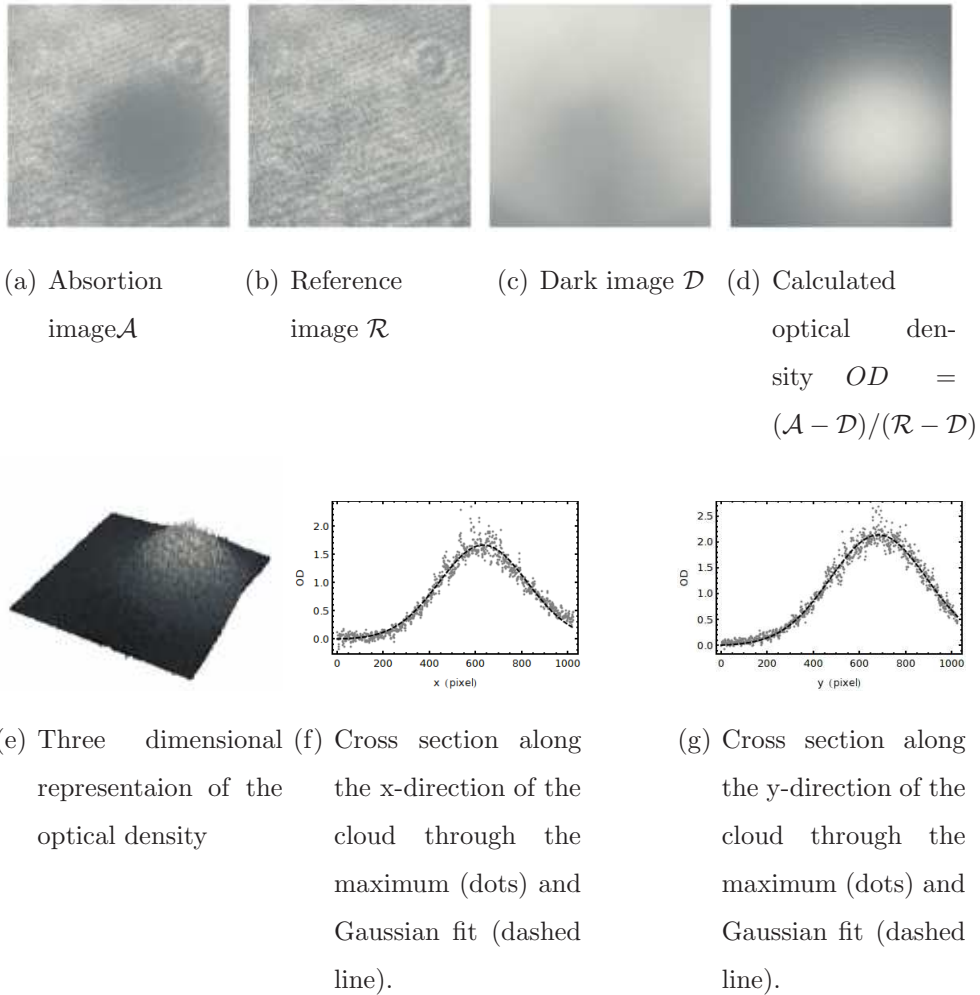 (a) Absortion
image𝒜
(b) Reference
image ℛ
(c) Dark image 𝒟
(d) Calculated
optical den-
sity OD =
(𝒜 − 𝒟)/(ℛ − 𝒟)
OD
2.0
1.5
1.0
0.5
0.0
0 200 400 600 800 1000
x (pixel)
OD
2.5
2.0
1.5
1.0
0.5
0.0
0 200 400 600 800 1000
y (pixel)
(e) Three dimensional
representaion of the
optical density
(f) Cross section along
the x-direction of the
cloud through the
maximum (dots) and
Gaussian fit (dashed
line).
(g) Cross section along
the y-direction of the
cloud through the
maximum (dots) and
Gaussian fit (dashed
line).